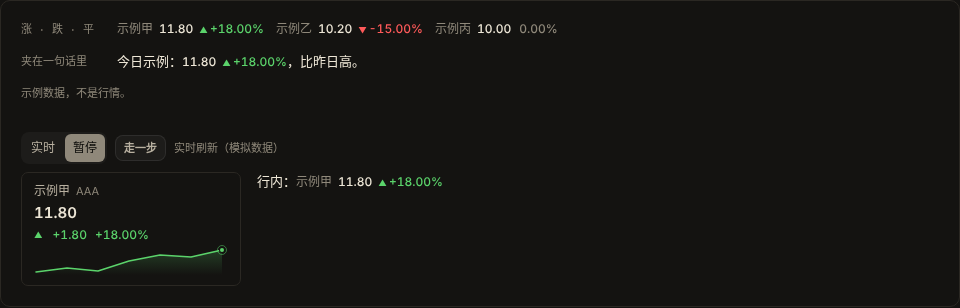 涨 · 跌 · 平 示例甲 11.80 ▲+18.00% 示例乙 10.20 ▼-15.00% 示例丙 10.00 0.00%
夹在一句话里 今日示例：11.80 ▲+18.00%，比昨日高。
示例数据，不是行情。
实时 暂停 走一步 实时刷新（模拟数据）
示例甲 AAA
11.80
▲ +1.80 +18.00%
行内：示例甲 11.80 ▲+18.00%